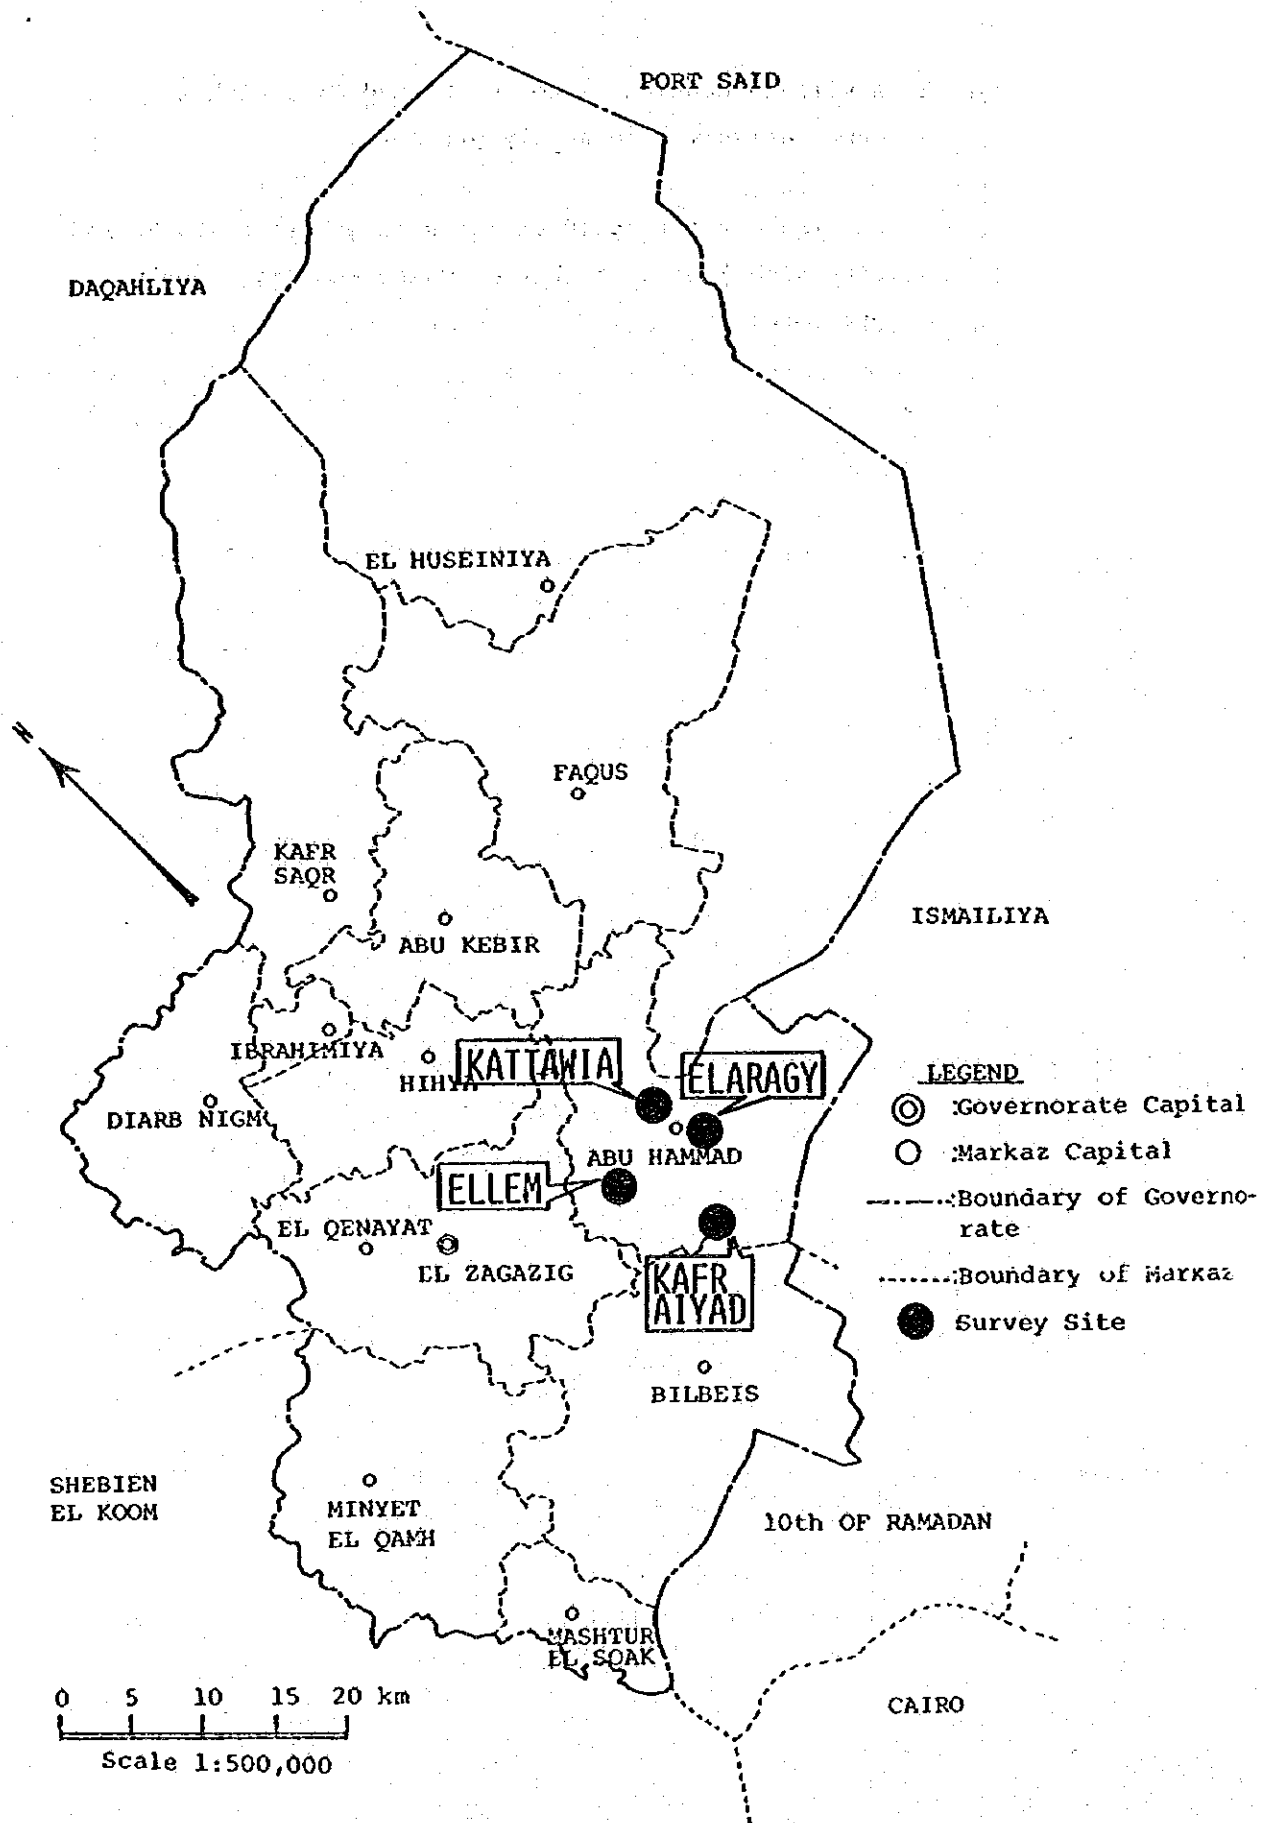 PORT SAID
DAQAHLIYA
EL HUSEINIYA
N
FAQUS
KAFR
SAQR
ISMAILIYA
ABU KEBIR
IBRAHIMIYA
KATTAWIA
ELARAGY
HIHYA
DIARB NIGM
ABU HAMMAD
ELLEM
EL QENAYAT
EL ZAGAZIG
KAFR
AIYAD
BILBEIS
LEGEND
:Governorate Capital
:Markaz Capital
:Boundary of Governo-
rate
:Boundary of Markaz
Survey Site
SHEBIEN
EL KOOM
MINYET
EL QAMH
10th OF RAMADAN
MASHTUR
EL SOAK
CAIRO
0 5 10 15 20 km
Scale 1:500,000